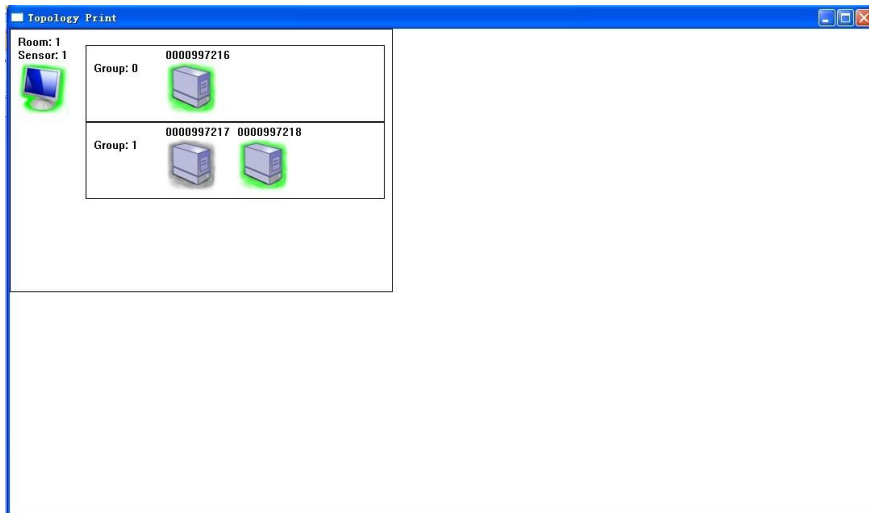 Topology Print
Room: 1
Sensor: 1
0000997216
Group: 0
0000997217 0000997218
Group: 1